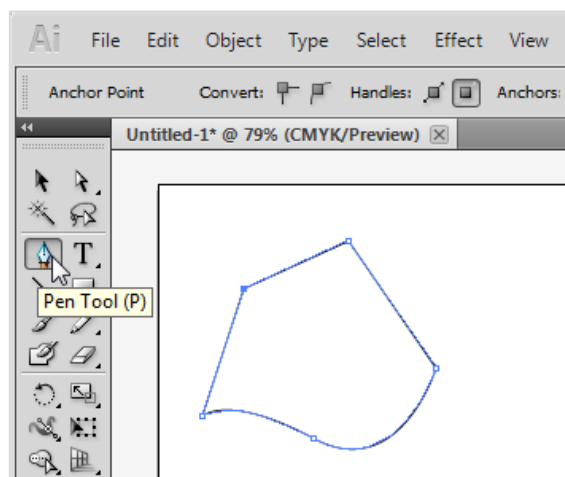 Ai File Edit Object Type Select Effect View
Anchor Point Convert: Handles: Anchors:
Untitled-1* @ 79% (CMYK/Preview)
T
Pen Tool (P)